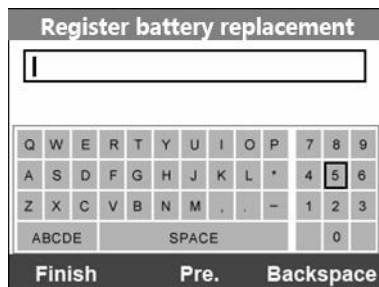 Register battery replacement
Q W E R T Y U I O P 7 8 9
A S D F G H J K L * 4 5 6
Z X C V B N M , . - 1 2 3
ABCDE SPACE 0
Finish Pre. Backspace